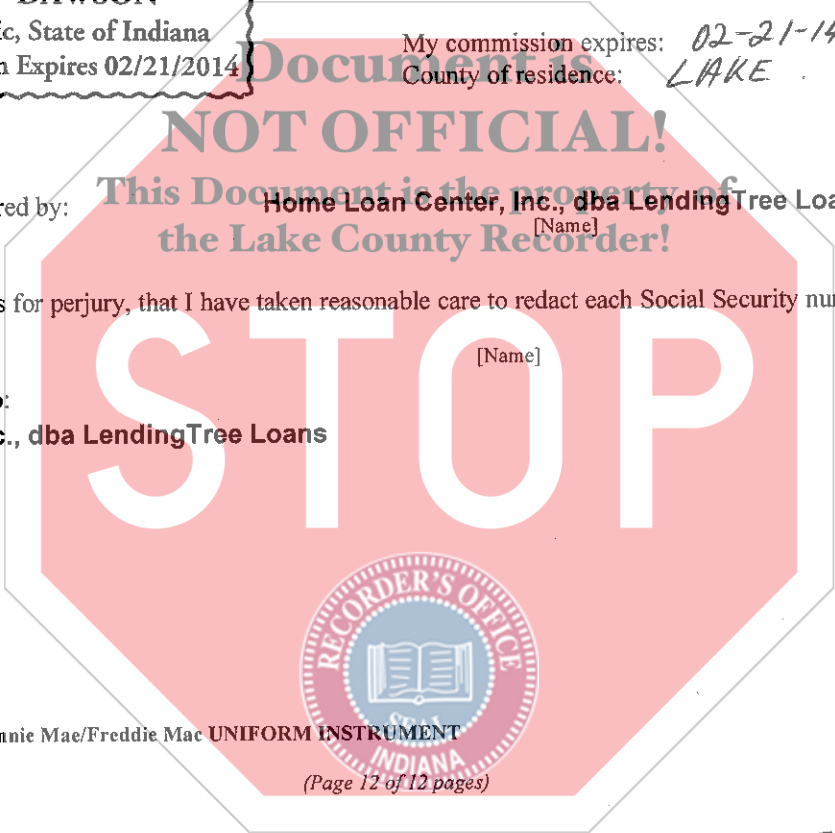 DAWSON
c, State of Indiana
n Expires 02/21/2014
My commission expires: 02-21-14
County of residence: LAKE
Document is
NOT OFFICIAL!
This Document is the property of
the Lake County Recorder!
red by: Home Loan Center, Inc., dba LendingTree Loa
[Name]
s for perjury, that I have taken reasonable care to redact each Social Security nu
[Name]
STOP
:
c., dba LendingTree Loans
RECORDER'S OFFICE
SEAL
INDIANA
nnie Mae/Freddie Mac UNIFORM INSTRUMENT
(Page 12 of 12 pages)